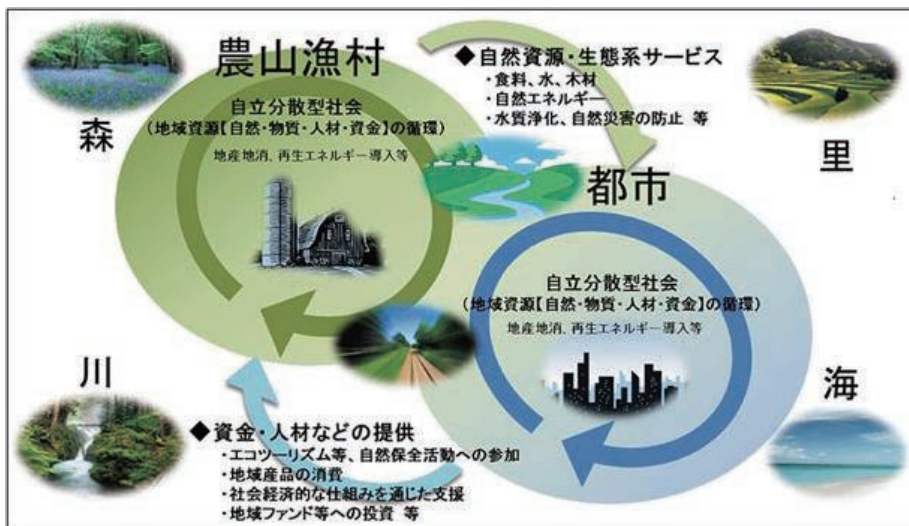 農山漁村
森
自立分散型社会
(地域資源【自然・物質・人材・資金】の循環)
地産地消、再生エネルギー導入等
◆自然資源・生態系サービス
・食料、水、木材
・自然エネルギー
・水質浄化、自然災害の防止 等
里
都市
自立分散型社会
(地域資源【自然・物質・人材・資金】の循環)
地産地消、再生エネルギー導入等
川
◆資金・人材などの提供
・エコツーリズム等、自然保全活動への参加
・地域産品の消費
・社会経済的な仕組みを通じた支援
・地域ファンド等への投資 等
海